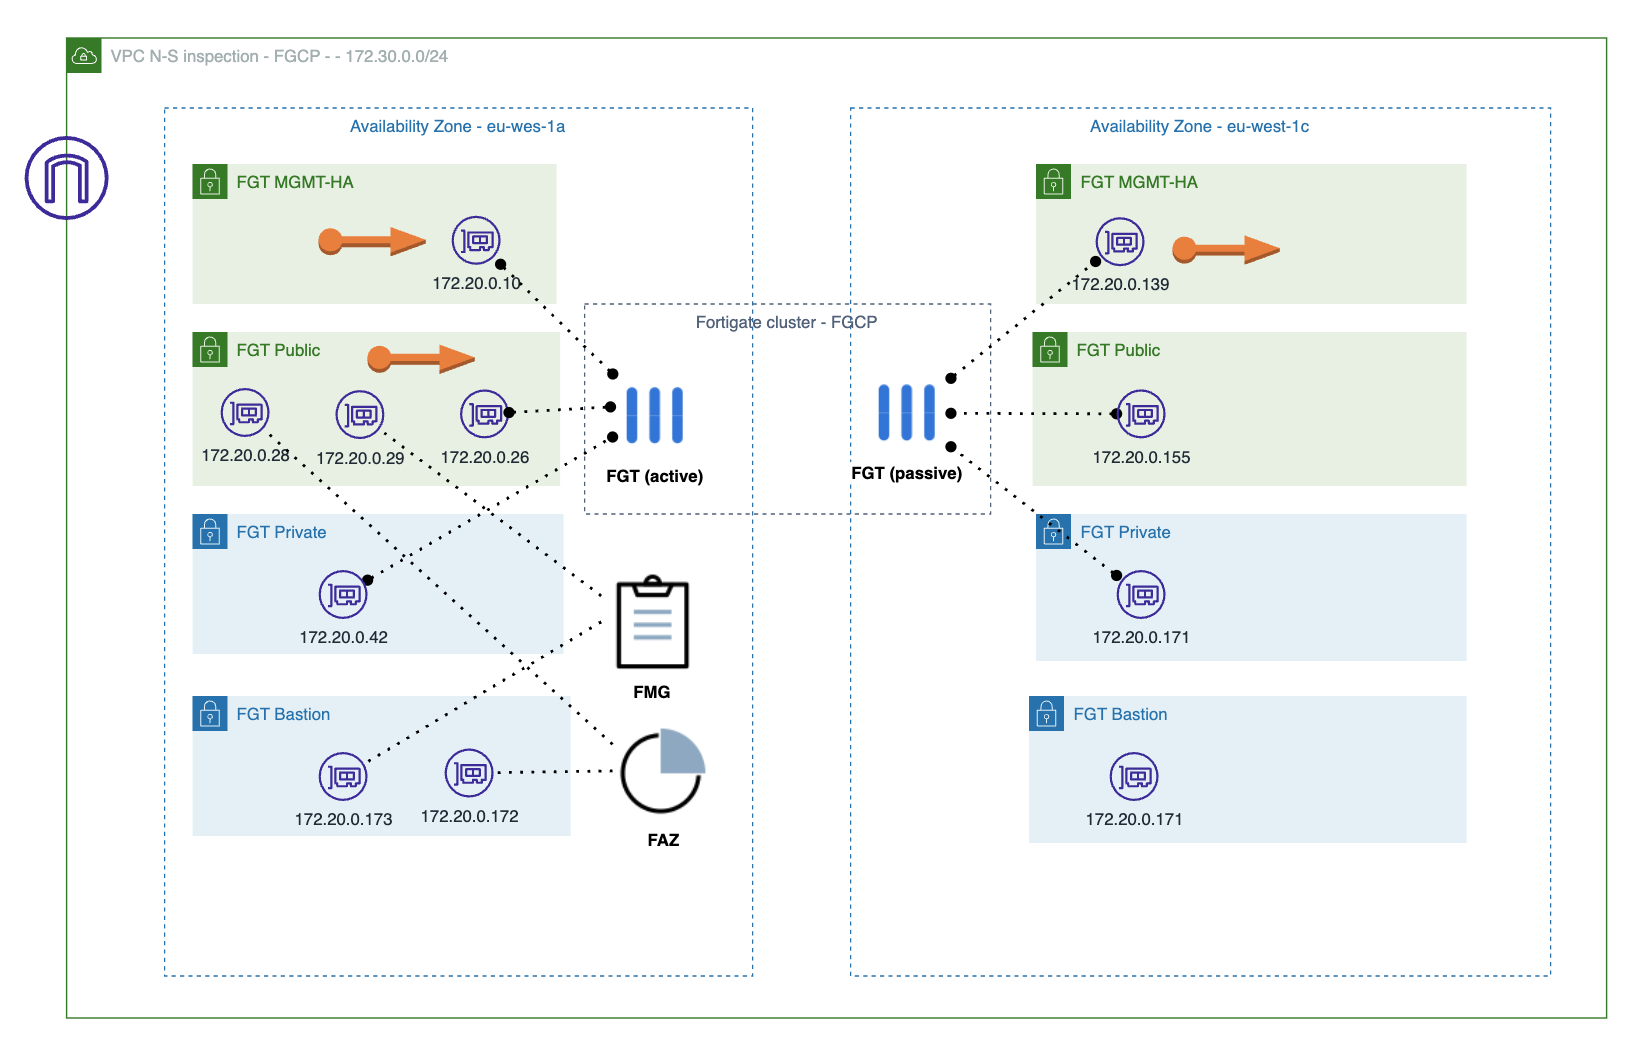 VPC N-S inspection - FGCP - - 172.30.0.0/24
Availability Zone - eu-wes-1a
FGT MGMT-HA
172.20.0.10
FGT Public
172.20.0.28
172.20.0.29
172.20.0.26
FGT Private
172.20.0.42
FGT Bastion
172.20.0.173
172.20.0.172
Fortigate cluster - FGCP
FGT (active)
FGT (passive)
FMG
FAZ
Availability Zone - eu-west-1c
FGT MGMT-HA
172.20.0.139
FGT Public
172.20.0.155
FGT Private
172.20.0.171
FGT Bastion
172.20.0.171